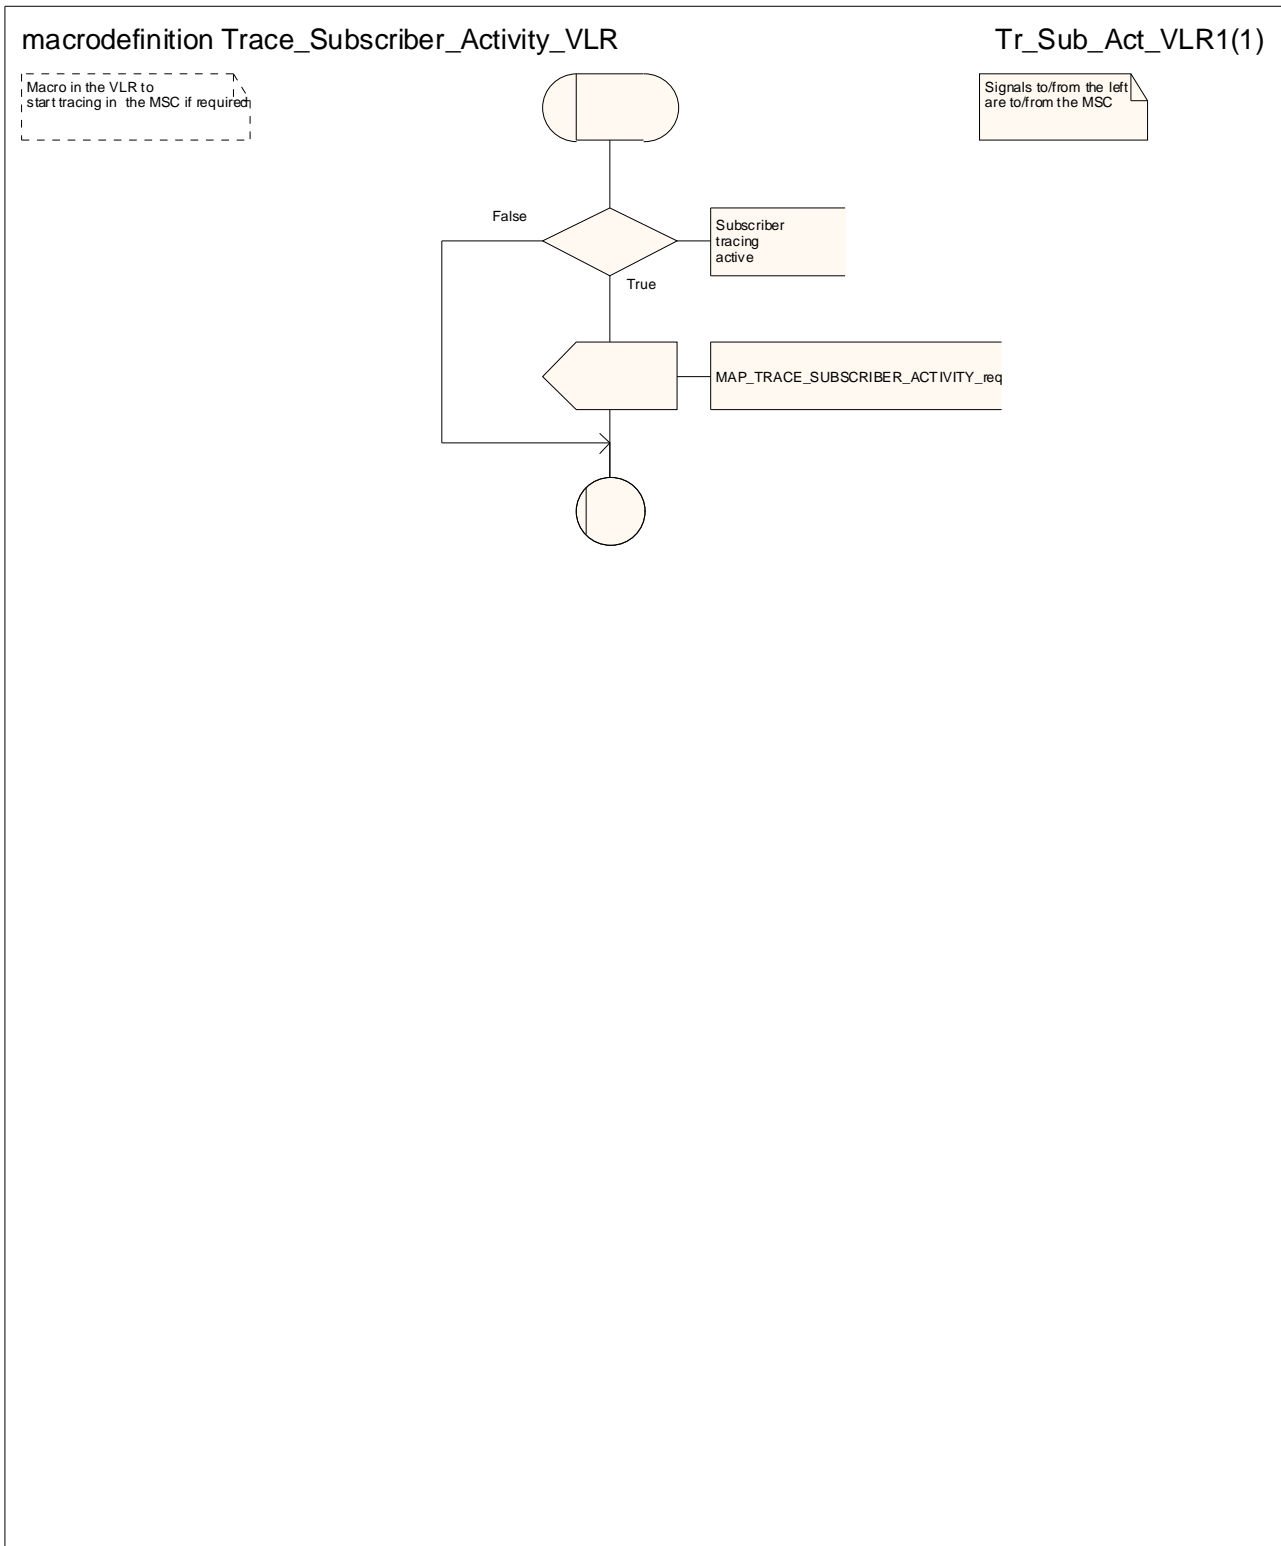 macrodefinition Trace_Subscriber_Activity_VLR
Tr_Sub_Act_VLR1(1)
Macro in the VLR to
start tracing in the MSC if required
Signals to/from the left
are to/from the MSC
False
Subscriber
tracing
active
True
MAP_TRACE_SUBSCRIBER_ACTIVITY_req